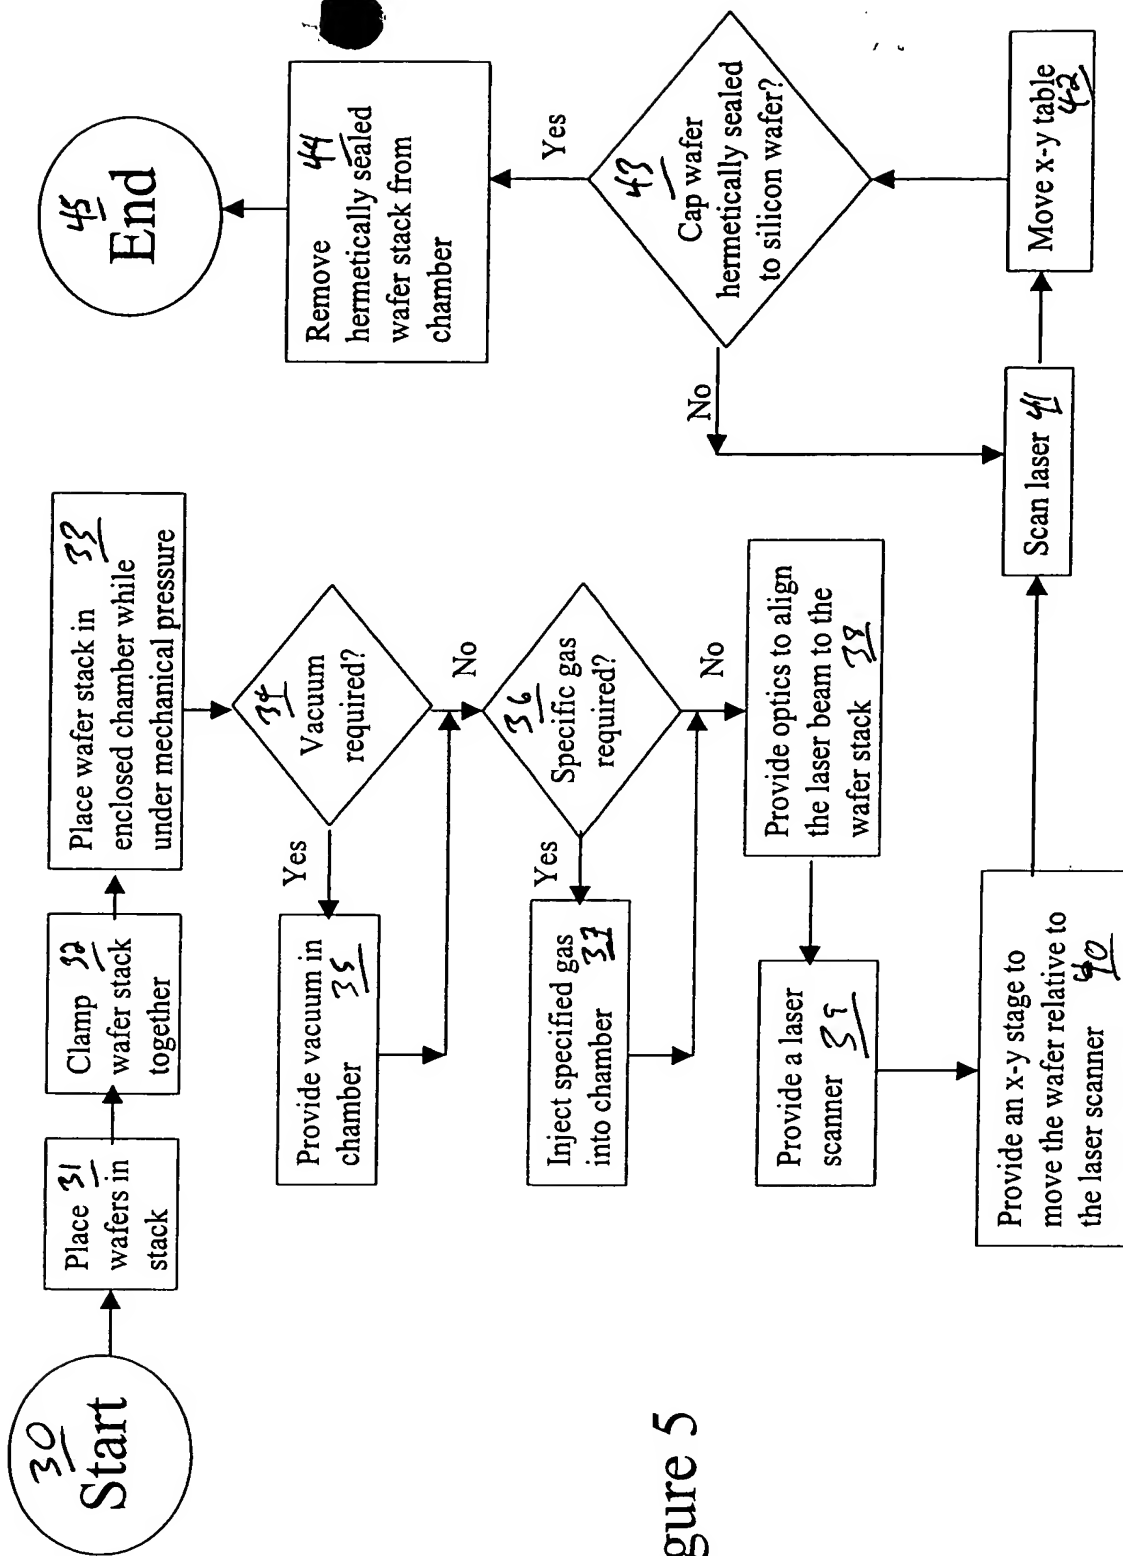 30
Start
Place 31
wafers in
stack
Clamp 32
wafer stack
together
Place wafer stack in 33
enclosed chamber while
under mechanical pressure
34
Vacuum
required?
Yes
No
Provide vacuum in
chamber 35
36
Specific gas
required?
Yes
No
Inject specified gas
into chamber 37
Provide optics to align
the laser beam to the
wafer stack 38
Provide a laser
scanner 39
Provide an x-y stage to
move the wafer relative to
the laser scanner 40
Scan laser 41
Move x-y table
42
43
Cap wafer
hermetically sealed
to silicon wafer?
No
Yes
Remove 44
hermetically sealed
wafer stack from
chamber
45
End
gure 5